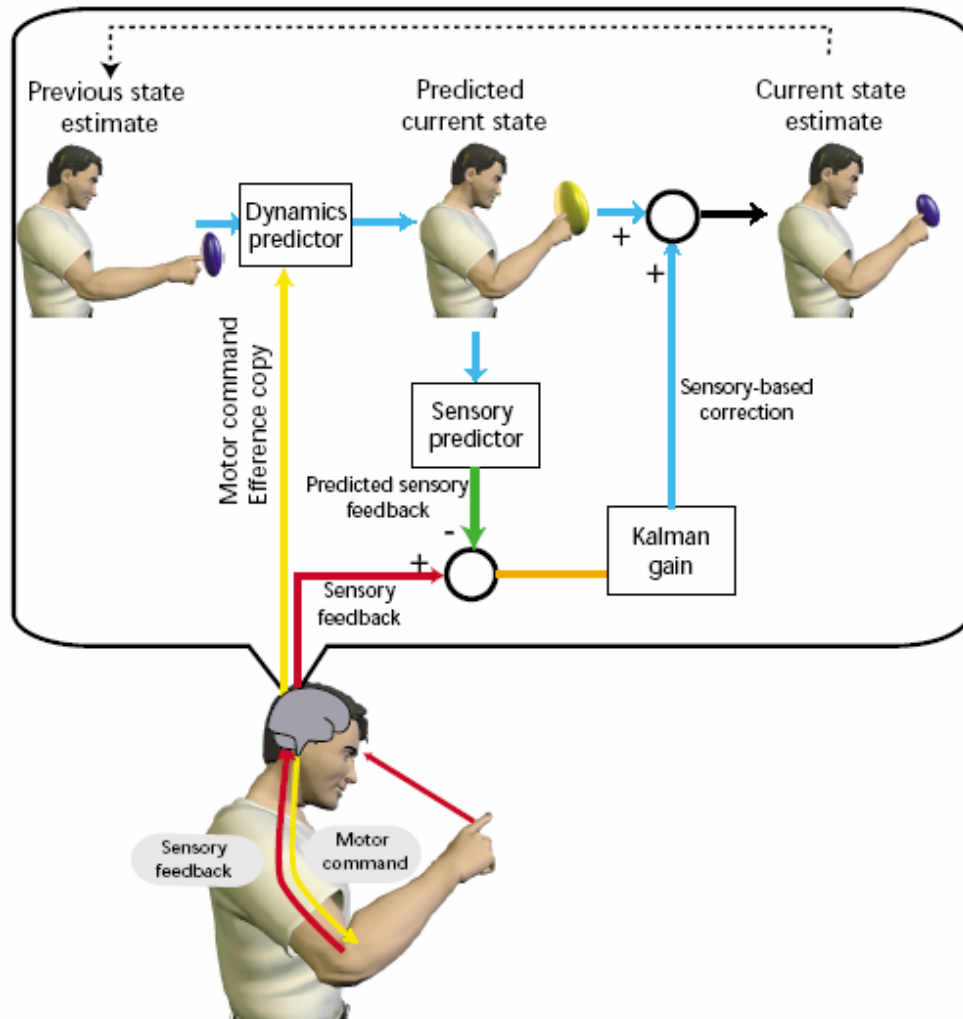 Previous state
estimate
Predicted
current state
Current state
estimate
Dynamics
predictor
+
+
Motor command
Efference copy
Sensory
predictor
Sensory-based
correction
Predicted sensory
feedback
-
Kalman
gain
+
Sensory
feedback
Sensory
feedback
Motor
command